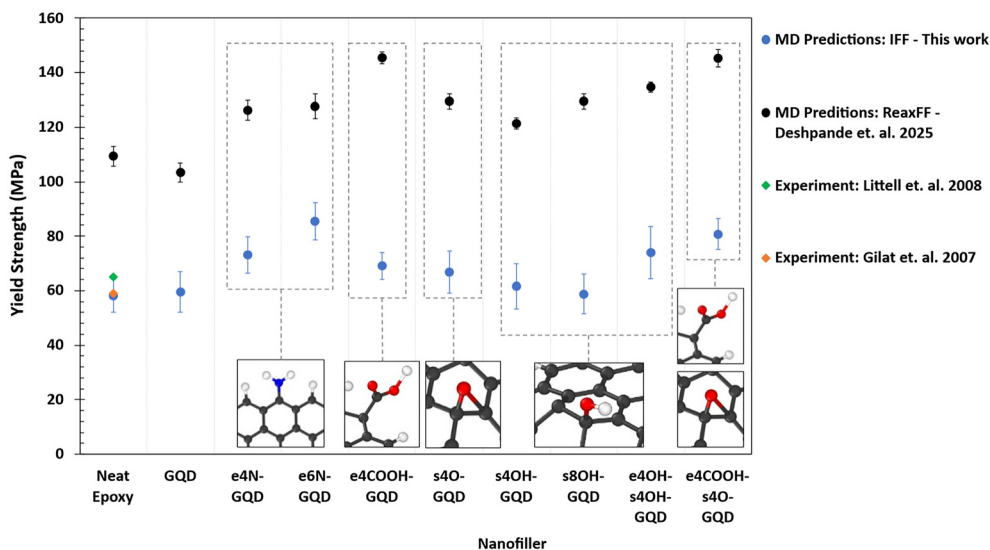 160
140
120
100
80
60
40
20
0
Yield Strength (MPa)
MD Predictions: IFF - This work
MD Preditions: ReaxFF -
Deshpande et. al. 2025
Experiment: Littell et. al. 2008
Experiment: Gilat et. al. 2007
Neat
Epoxy
GQD
e4N-
GQD
e6N-
GQD
e4COOH-
GQD
s4O-
GQD
s4OH-
GQD
s8OH-
GQD
e4OH-
s4OH-
GQD
e4COOH-
s4O-
GQD
Nanofiller